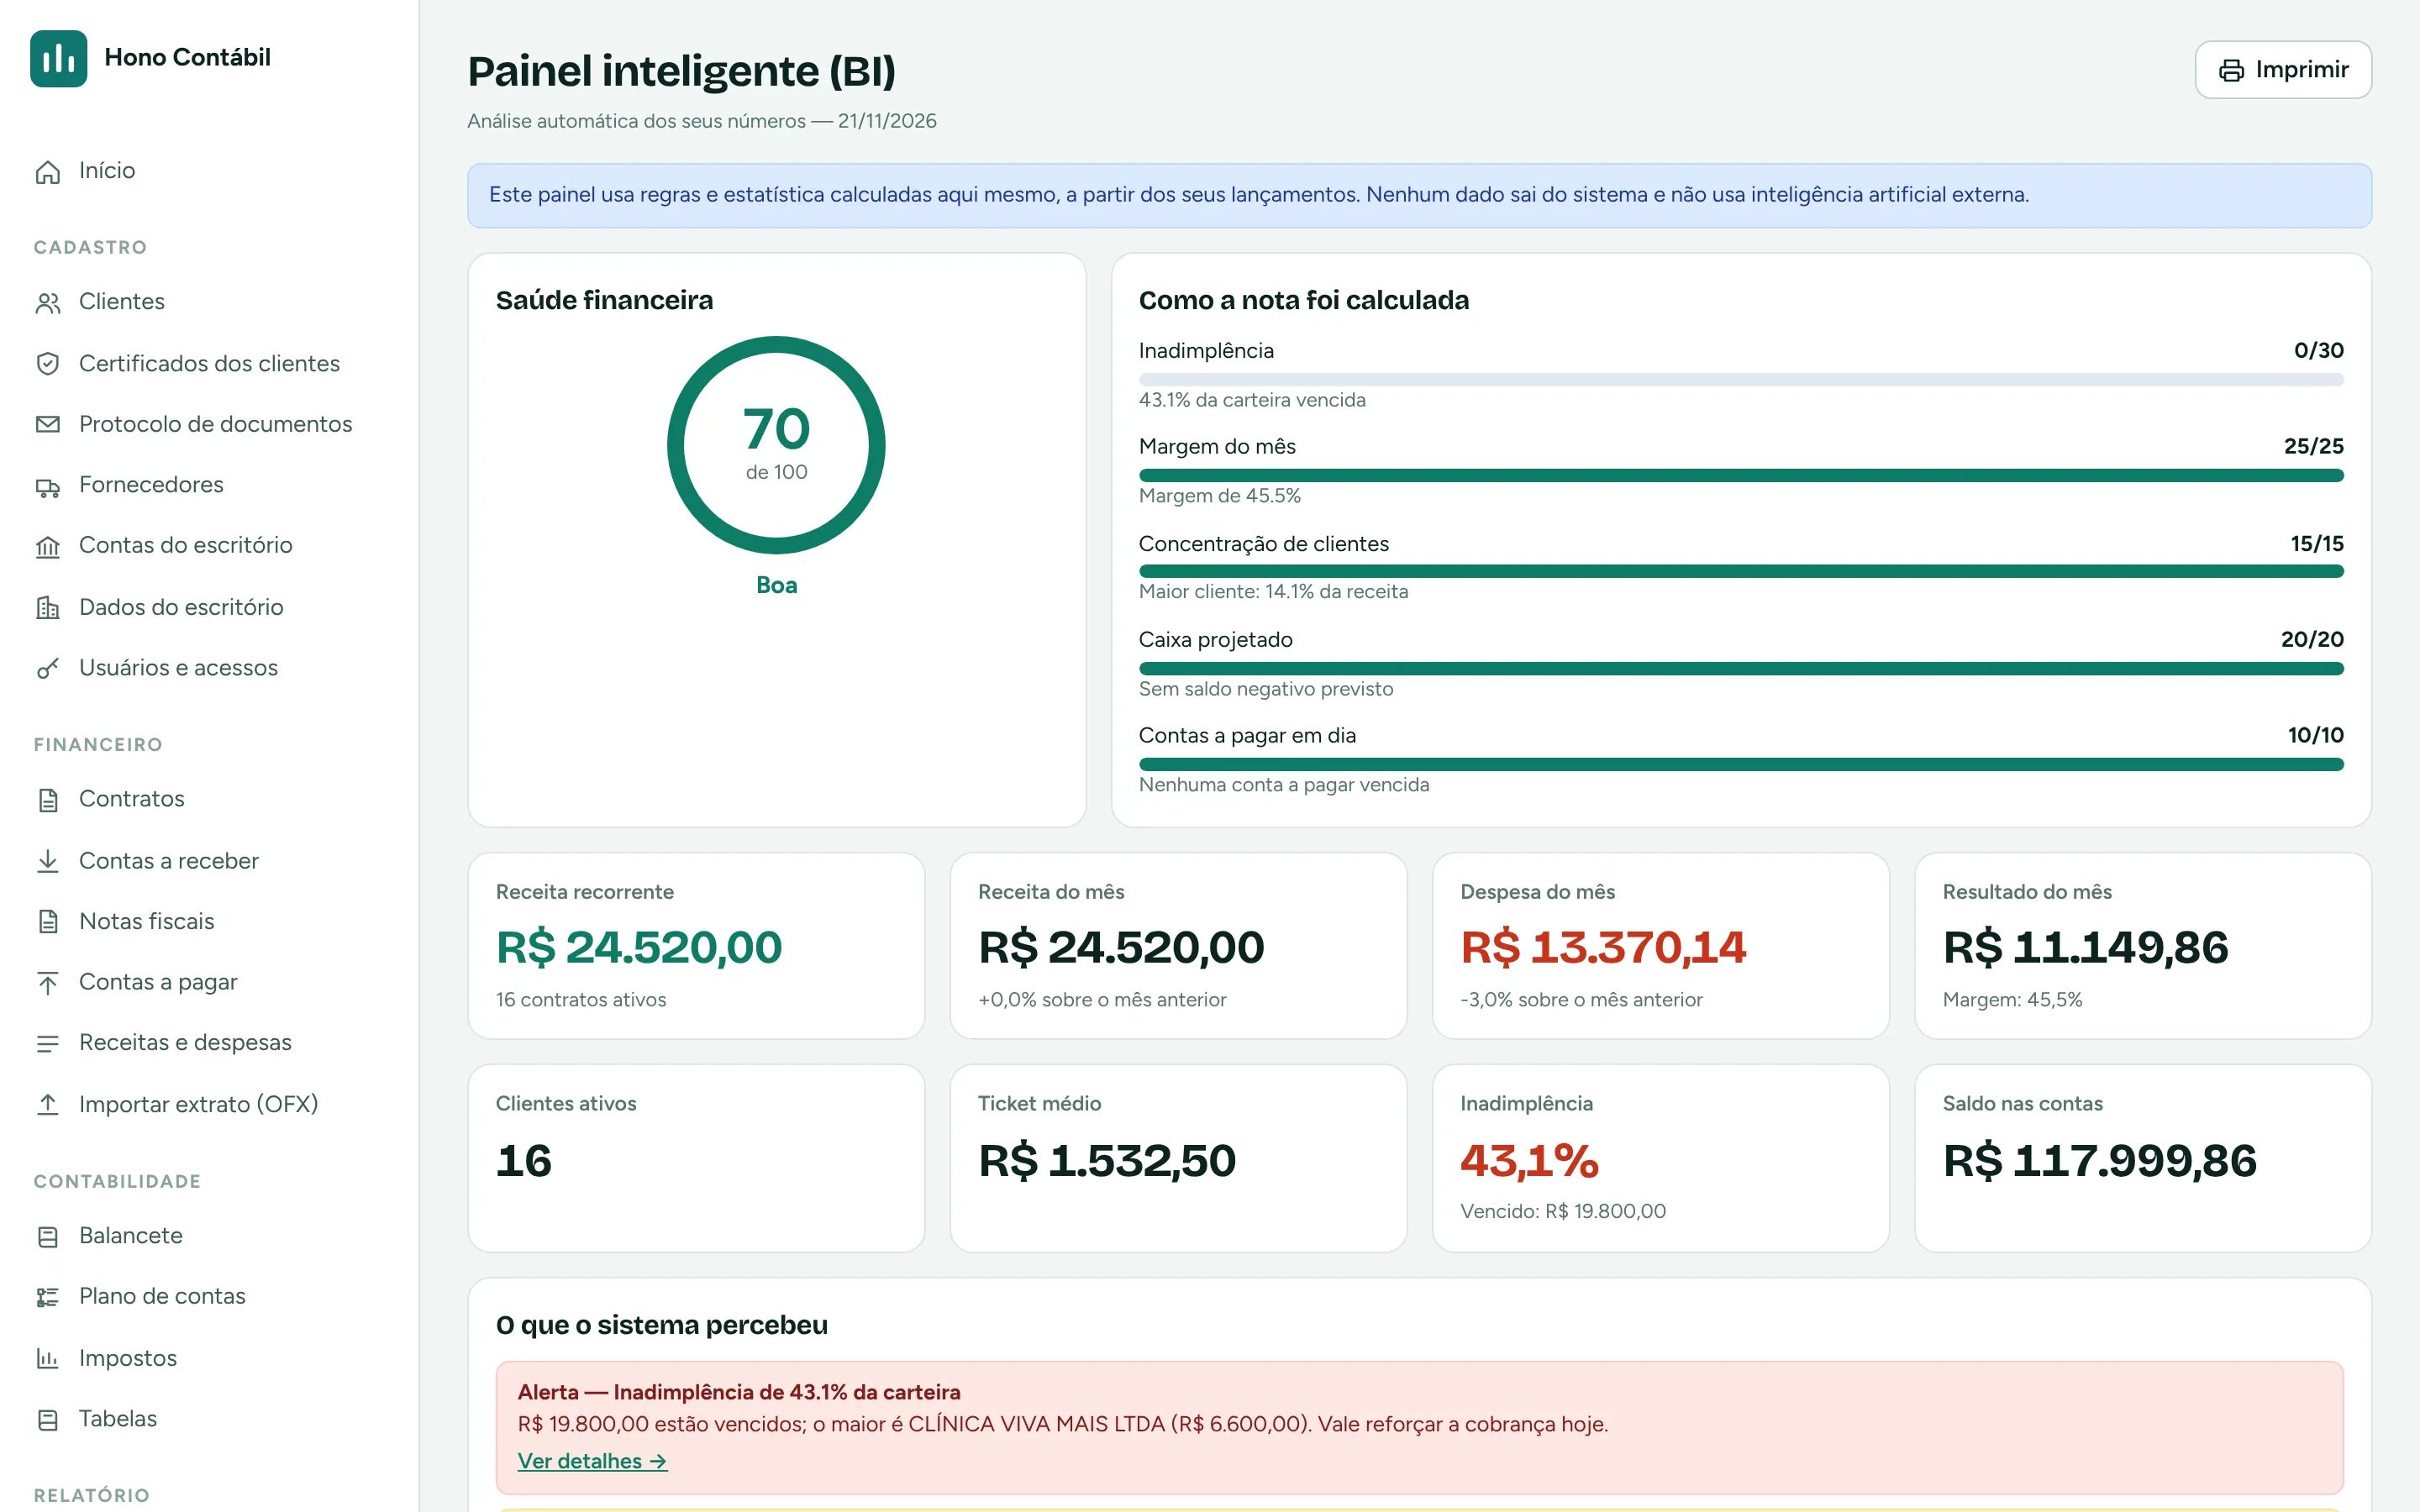 Hono Contábil
Início
CADASTRO
Clientes
Certificados dos clientes
Protocolo de documentos
Fornecedores
Contas do escritório
Dados do escritório
Usuários e acessos
FINANCEIRO
Contratos
Contas a receber
Notas fiscais
Contas a pagar
Receitas e despesas
Importar extrato (OFX)
CONTABILIDADE
Balancete
Plano de contas
Impostos
Tabelas
RELATÓRIO
Painel inteligente (BI)
Análise automática dos seus números — 21/11/2026
Imprimir
Este painel usa regras e estatística calculadas aqui mesmo, a partir dos seus lançamentos. Nenhum dado sai do sistema e não usa inteligência artificial externa.
Saúde financeira
70
de 100
Boa
Como a nota foi calculada
Inadimplência 0/30
43.1% da carteira vencida
Margem do mês 25/25
Margem de 45.5%
Concentração de clientes 15/15
Maior cliente: 14.1% da receita
Caixa projetado 20/20
Sem saldo negativo previsto
Contas a pagar em dia 10/10
Nenhuma conta a pagar vencida
Receita recorrente
R$ 24.520,00
16 contratos ativos
Receita do mês
R$ 24.520,00
+0,0% sobre o mês anterior
Despesa do mês
R$ 13.370,14
-3,0% sobre o mês anterior
Resultado do mês
R$ 11.149,86
Margem: 45,5%
Clientes ativos
16
Ticket médio
R$ 1.532,50
Inadimplência
43,1%
Vencido: R$ 19.800,00
Saldo nas contas
R$ 117.999,86
O que o sistema percebeu
Alerta — Inadimplência de 43.1% da carteira
R$ 19.800,00 estão vencidos; o maior é CLÍNICA VIVA MAIS LTDA (R$ 6.600,00). Vale reforçar a cobrança hoje.
Ver detalhes →